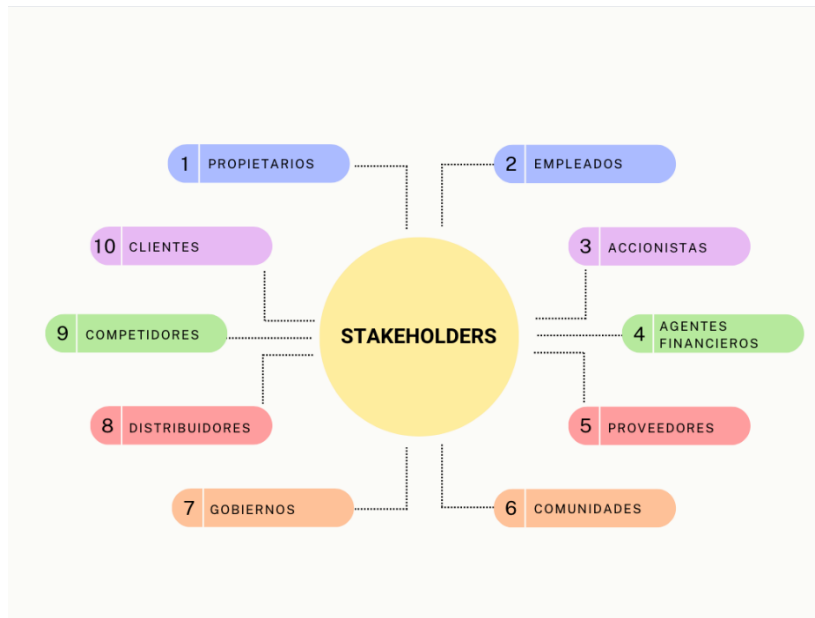 1 PROPIETARIOS
2 EMPLEADOS
10 CLIENTES
3 ACCIONISTAS
9 COMPETIDORES
STAKEHOLDERS
4 AGENTES
FINANCIEROS
8 DISTRIBUIDORES
5 PROVEEDORES
7 GOBIERNOS
6 COMUNIDADES